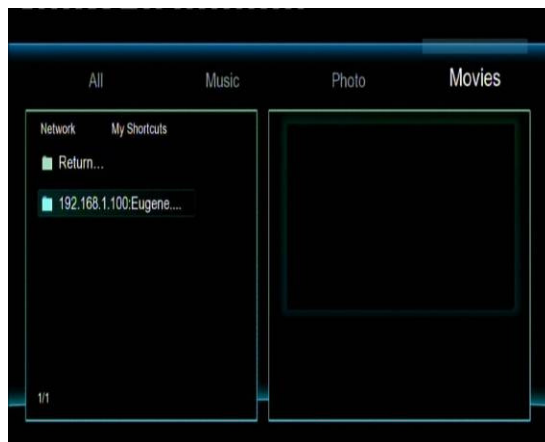 All Music Photo Movies
Network My Shortcuts
Return...
192.168.1.100:Eugene....
1/1